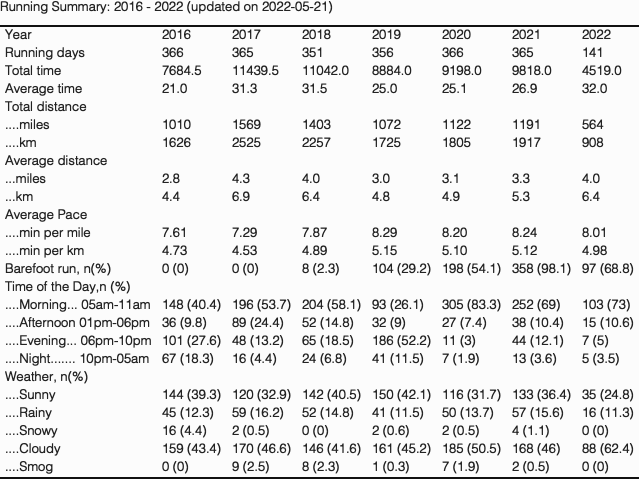 Running Summary: 2016 - 2022 (updated on 2022-05-21)
Year 2016 2017 2018 2019 2020 2021 2022
Running days 366 365 351 356 366 365 141
Total time 7684.5 11439.5 11042.0 8884.0 9198.0 9818.0 4519.0
Average time 21.0 31.3 31.5 25.0 25.1 26.9 32.0
Total distance
....miles 1010 1569 1403 1072 1122 1191 564
....km 1626 2525 2257 1725 1805 1917 908
Average distance
...miles 2.8 4.3 4.0 3.0 3.1 3.3 4.0
...km 4.4 6.9 6.4 4.8 4.9 5.3 6.4
Average Pace
....min per mile 7.61 7.29 7.87 8.29 8.20 8.24 8.01
....min per km 4.73 4.53 4.89 5.15 5.10 5.12 4.98
Barefoot run, n(%) 0 (0) 0 (0) 8 (2.3) 104 (29.2) 198 (54.1) 358 (98.1) 97 (68.8)
Time of the Day,n (%)
....Morning... 05am-11am 148 (40.4) 196 (53.7) 204 (58.1) 93 (26.1) 305 (83.3) 252 (69) 103 (73)
....Afternoon 01pm-06pm 36 (9.8) 89 (24.4) 52 (14.8) 32 (9) 27 (7.4) 38 (10.4) 15 (10.6)
....Evening... 06pm-10pm 101 (27.6) 48 (13.2) 65 (18.5) 186 (52.2) 11 (3) 44 (12.1) 7 (5)
....Night....... 10pm-05am 67 (18.3) 16 (4.4) 24 (6.8) 41 (11.5) 7 (1.9) 13 (3.6) 5 (3.5)
Weather, n(%)
....Sunny 144 (39.3) 120 (32.9) 142 (40.5) 150 (42.1) 116 (31.7) 133 (36.4) 35 (24.8)
....Rainy 45 (12.3) 59 (16.2) 52 (14.8) 41 (11.5) 50 (13.7) 57 (15.6) 16 (11.3)
....Snowy 16 (4.4) 2 (0.5) 0 (0) 2 (0.6) 2 (0.5) 4 (1.1) 0 (0)
....Cloudy 159 (43.4) 170 (46.6) 146 (41.6) 161 (45.2) 185 (50.5) 168 (46) 88 (62.4)
....Smog 0 (0) 9 (2.5) 8 (2.3) 1 (0.3) 7 (1.9) 2 (0.5) 0 (0)